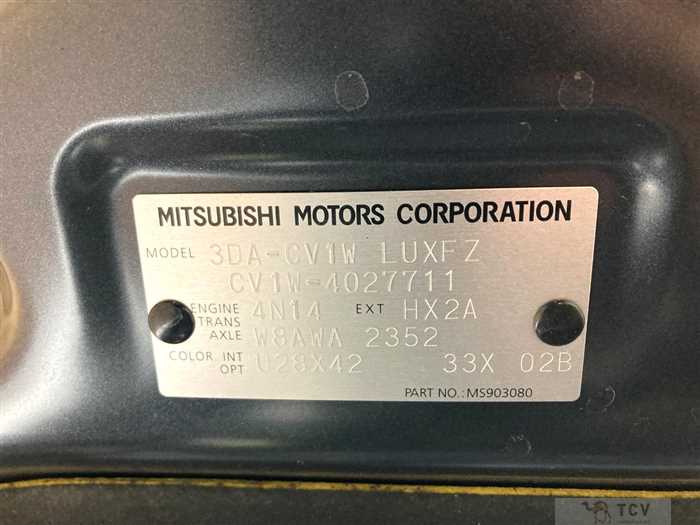 MITSUBISHI MOTORS CORPORATION
MODEL 3DA-CV1W LUXFZ
CV1W-4027711
ENGINE 4N14 EXT HX2A
TRANS
AXLE W8AWA 2352
COLOR, INT U28X42 33X 02B
OPT
PART NO.: MS903080
TCV